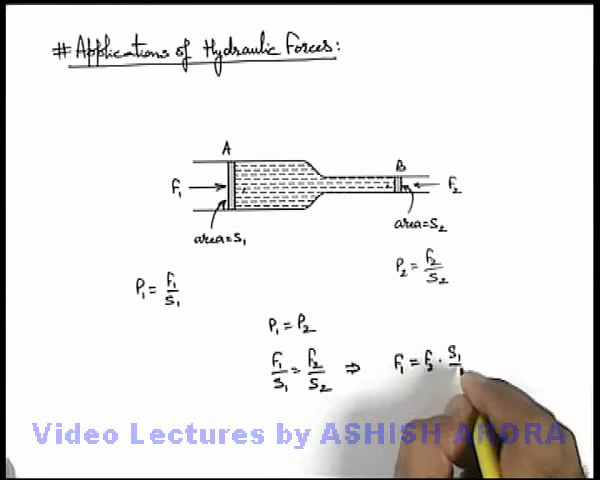 # Applications of Hydraulic Forces:
A
B
F₁
F₂
area=S₁
area=S₂
P₁ = F₁/S₁
P₂ = F₂/S₂
P₁ = P₂
F₁/S₁ = F₂/S₂ ⇒ F₁ = F₂ · S₁/
Video Lectures by ASHISH ARORA